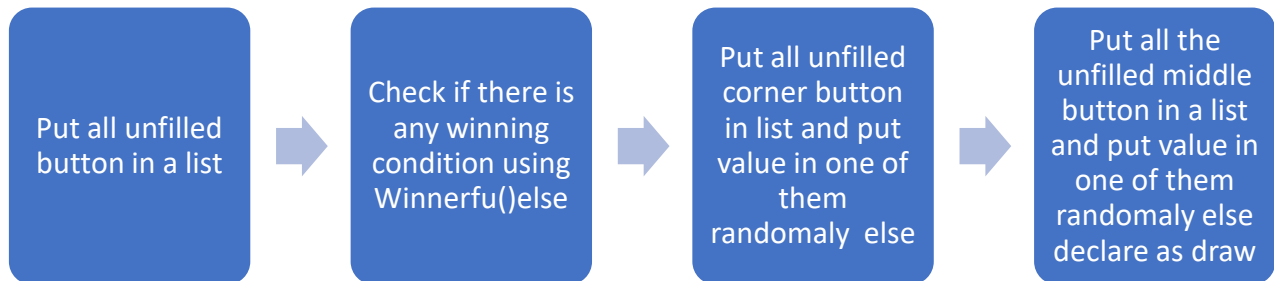 Put all unfilled
button in a list
Check if there is
any winning
condition using
Winnerfu()else
Put all unfilled
corner button
in list and put
value in one of
them
randomaly  else
Put all the
unfilled middle
button in a list
and put value in
one of them
randomaly else
declare as draw